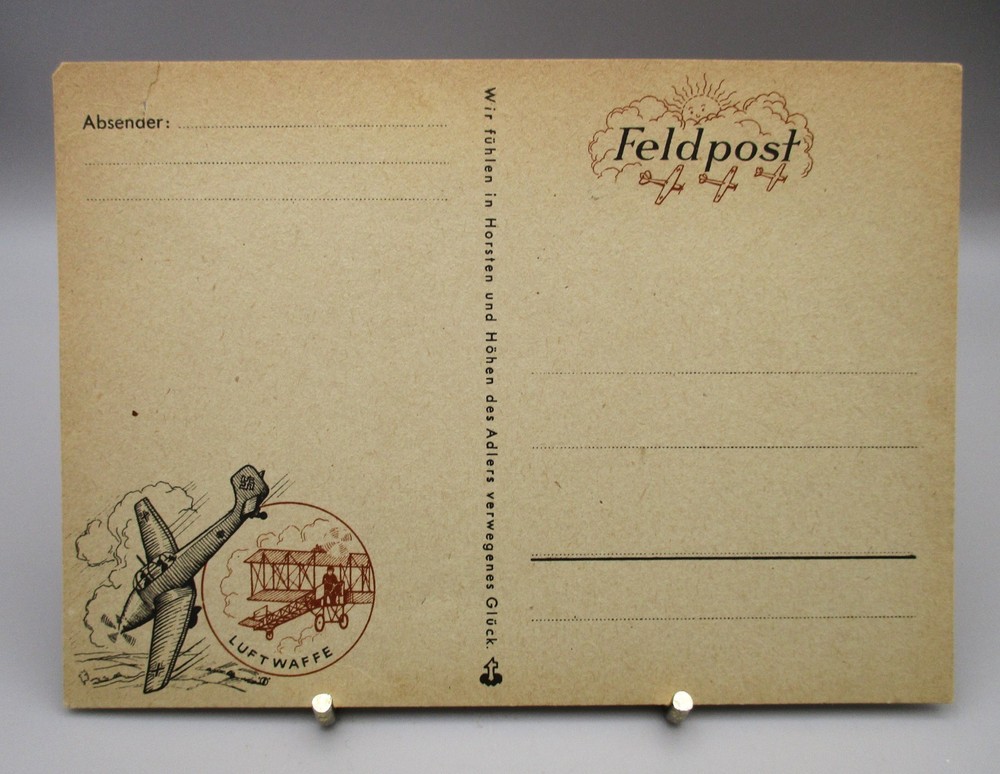 Absender:
Wir fühlen in Horsten und Höhen des Adlers verwegenes Glück.
Feldpost
LUFTWAFFE